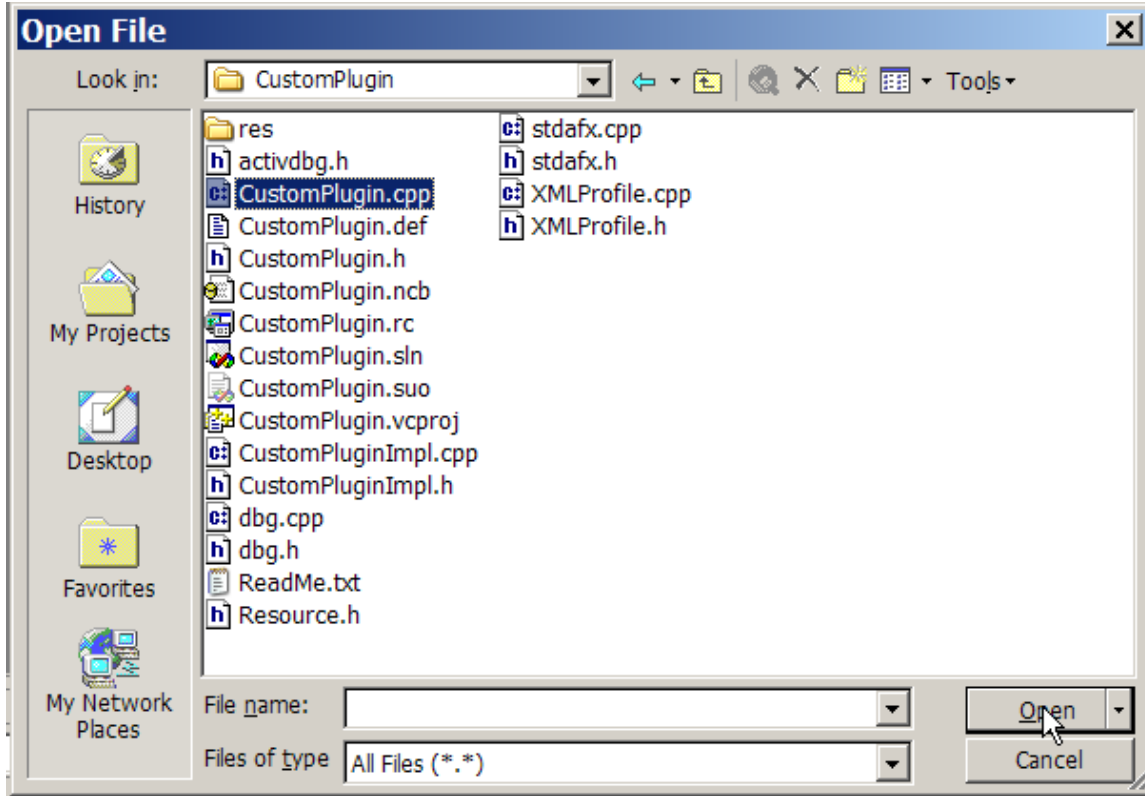 Open File
Look in:
CustomPlugin
Tools
History
My Projects
Desktop
Favorites
My Network
Places
res
activdbg.h
CustomPlugin.cpp
CustomPlugin.def
CustomPlugin.h
CustomPlugin.ncb
CustomPlugin.rc
CustomPlugin.sln
CustomPlugin.suo
CustomPlugin.vcproj
CustomPluginImpl.cpp
CustomPluginImpl.h
dbg.cpp
dbg.h
ReadMe.txt
Resource.h
stdafx.cpp
stdafx.h
XMLProfile.cpp
XMLProfile.h
File name:
Open
Files of type
All Files (*.*)
Cancel